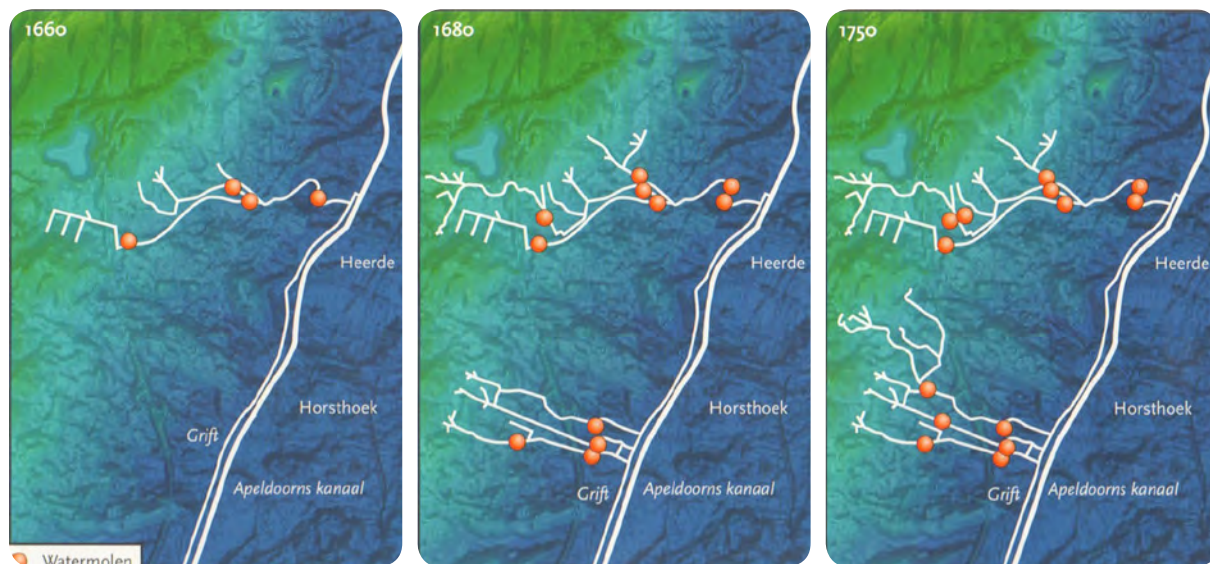 1660
Heerde
Horsthoek
Grift
Apeldoorns kanaal
Watermolen
1680
Heerde
Horsthoek
Grift
Apeldoorns kanaal
1750
Heerde
Horsthoek
Grift
Apeldoorns kanaal